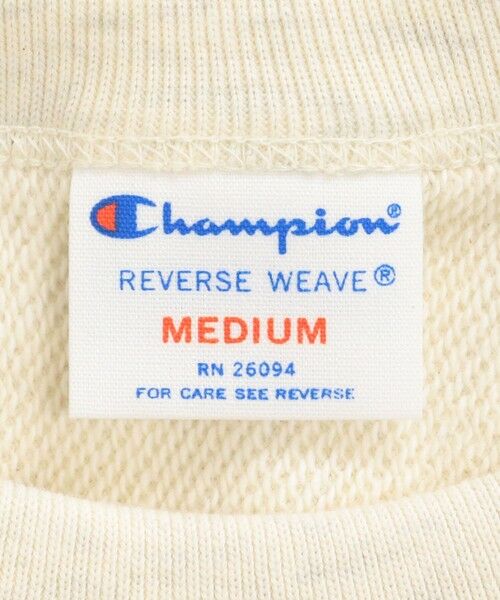 Champion®
REVERSE WEAVE®
MEDIUM
RN 26094
FOR CARE SEE REVERSE